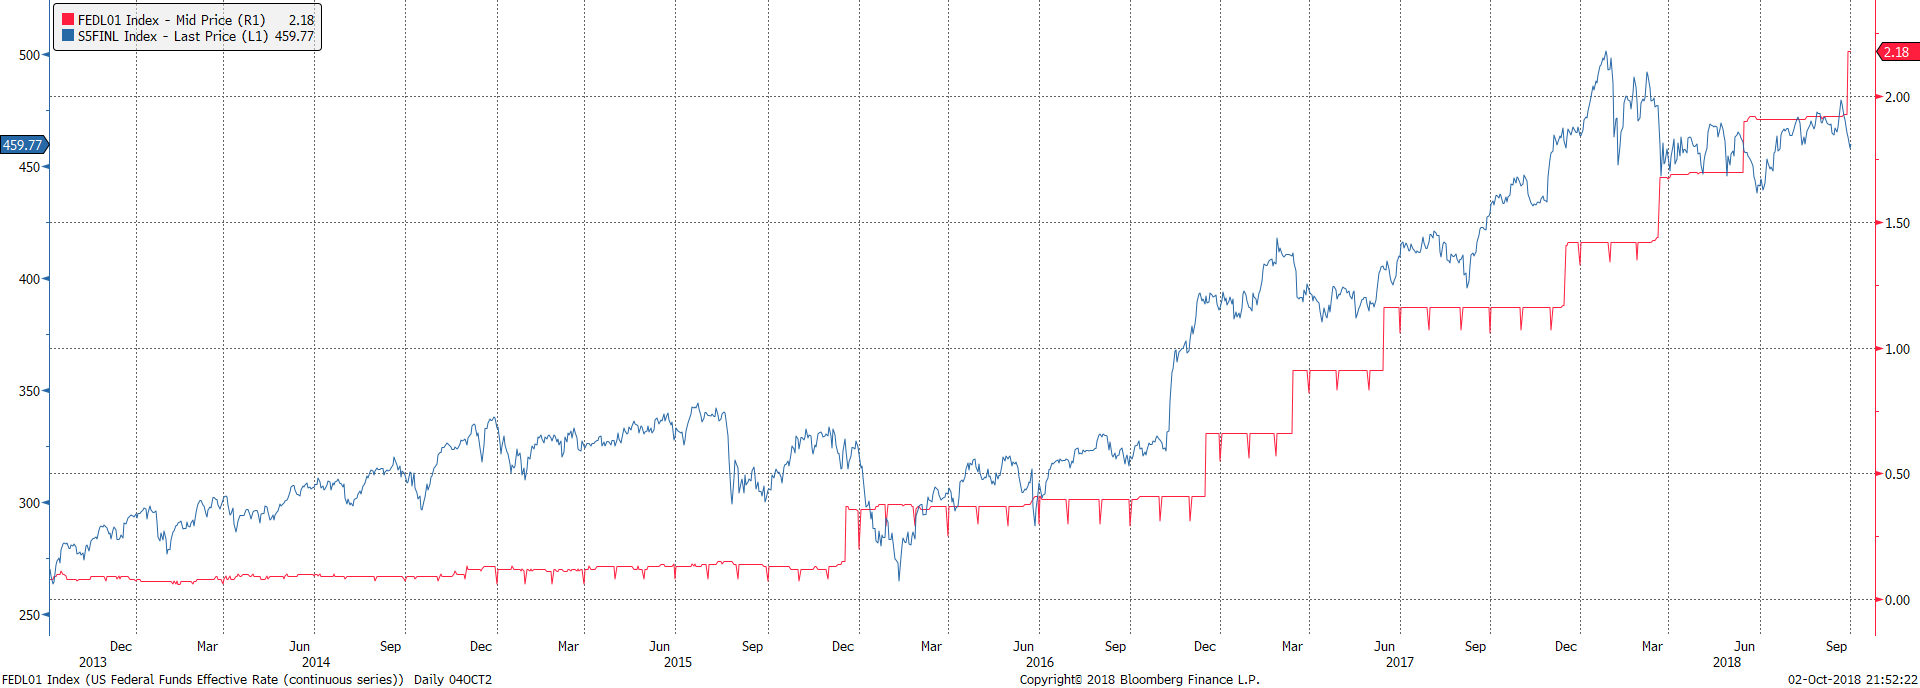 FEDL01 Index - Mid Price (R1) 2.18
S5FINL Index - Last Price (L1) 459.77
500
450
400
350
300
250
459.77
2.18
2.00
1.50
1.00
0.50
0.00
Dec Mar Jun Sep Dec Mar Jun Sep Dec Mar Jun Sep Dec Mar Jun Sep Dec Mar Jun Sep
2013 2014 2015 2016 2017 2018
FEDL01 Index (US Federal Funds Effective Rate (continuous series)) Daily 04OCT2 Copyright© 2018 Bloomberg Finance L.P. 02-Oct-2018 21:52:22